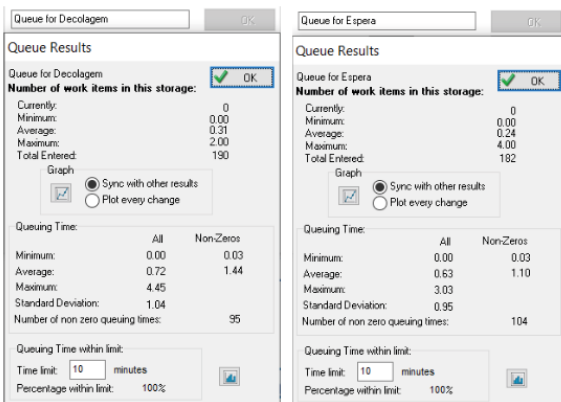 Queue for Decolagem OK
Queue Results
Queue for Decolagem OK
Number of work items in this storage:
Currently: 0
Minimum: 0.00
Average: 0.31
Maximum: 2.00
Total Entered: 190
Graph
Sync with other results
Plot every change
Queuing Time:
All Non-Zeros
Minimum: 0.00 0.03
Average: 0.72 1.44
Maximum: 4.45
Standard Deviation: 1.04
Number of non zero queuing times: 95
Queuing Time within limit:
Time limit: 10 minutes
Percentage within limit: 100%
Queue for Espera OK
Queue Results
Queue for Espera OK
Number of work items in this storage:
Currently: 0
Minimum: 0.00
Average: 0.24
Maximum: 4.00
Total Entered: 182
Graph
Sync with other results
Plot every change
Queuing Time:
All Non-Zeros
Minimum: 0.00 0.03
Average: 0.63 1.10
Maximum: 3.03
Standard Deviation: 0.95
Number of non zero queuing times: 104
Queuing Time within limit:
Time limit: 10 minutes
Percentage within limit: 100%